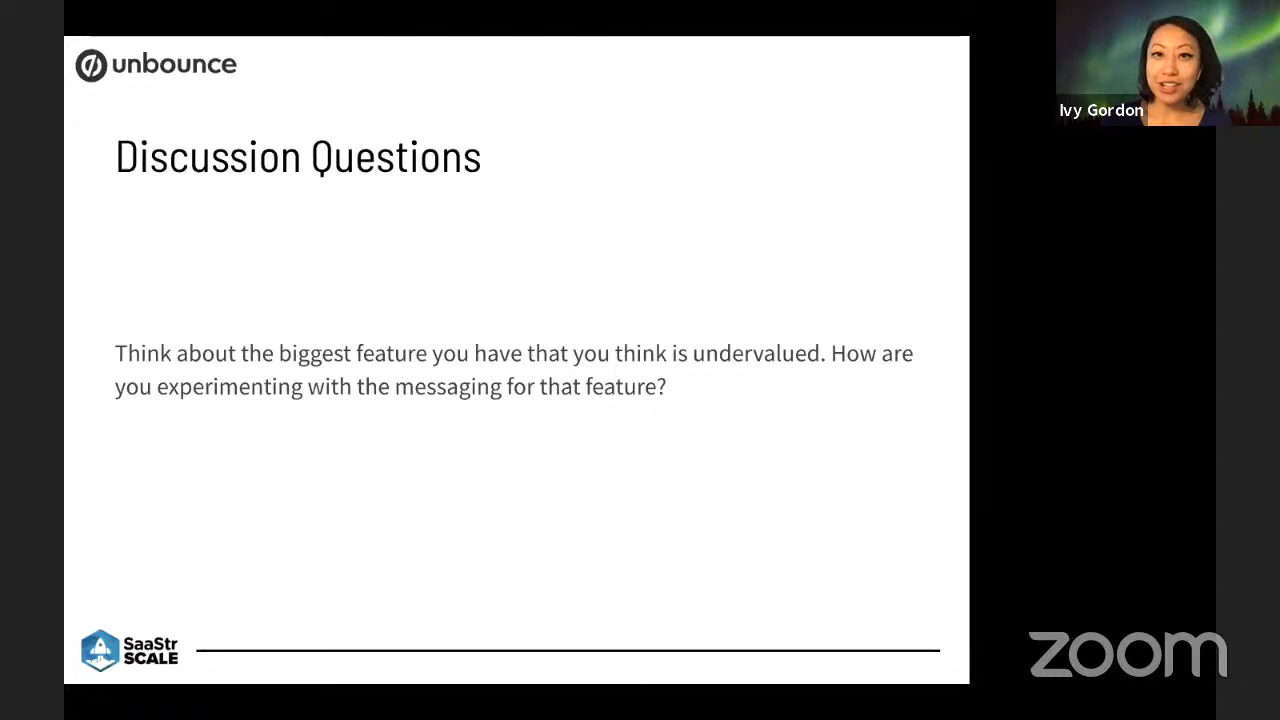 unbounce
Ivy Gordon
Discussion Questions
Think about the biggest feature you have that you think is undervalued. How are
you experimenting with the messaging for that feature?
SaaStr
SCALE
zoom